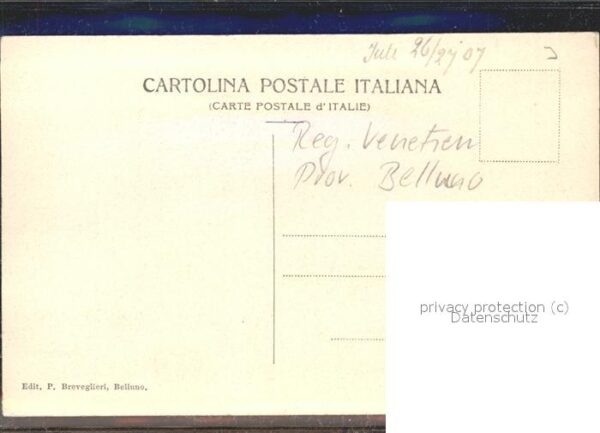 Juli 26/27 07
CARTOLINA POSTALE ITALIANA
(CARTE POSTALE d'ITALIE)
Reg. Venetien
Prov. Belluno
privacy protection (c)
Datenschutz
Edit, P. Breveglieri, Belluno,